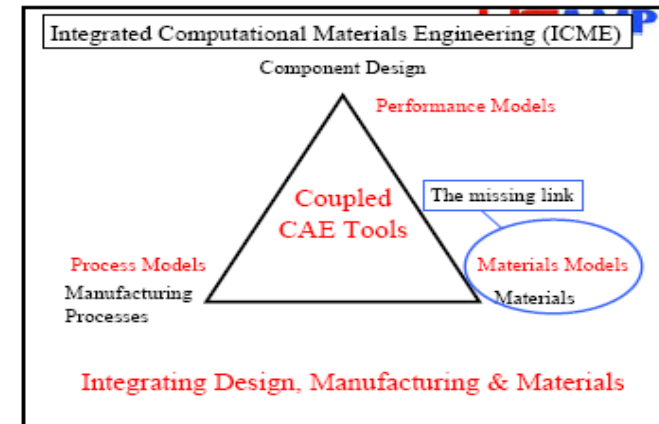 Integrated Computational Materials Engineering (ICME)
Component Design
Performance Models
Coupled
CAE Tools
The missing link
Process Models
Materials Models
Manufacturing
Processes
Materials
Integrating Design, Manufacturing & Materials